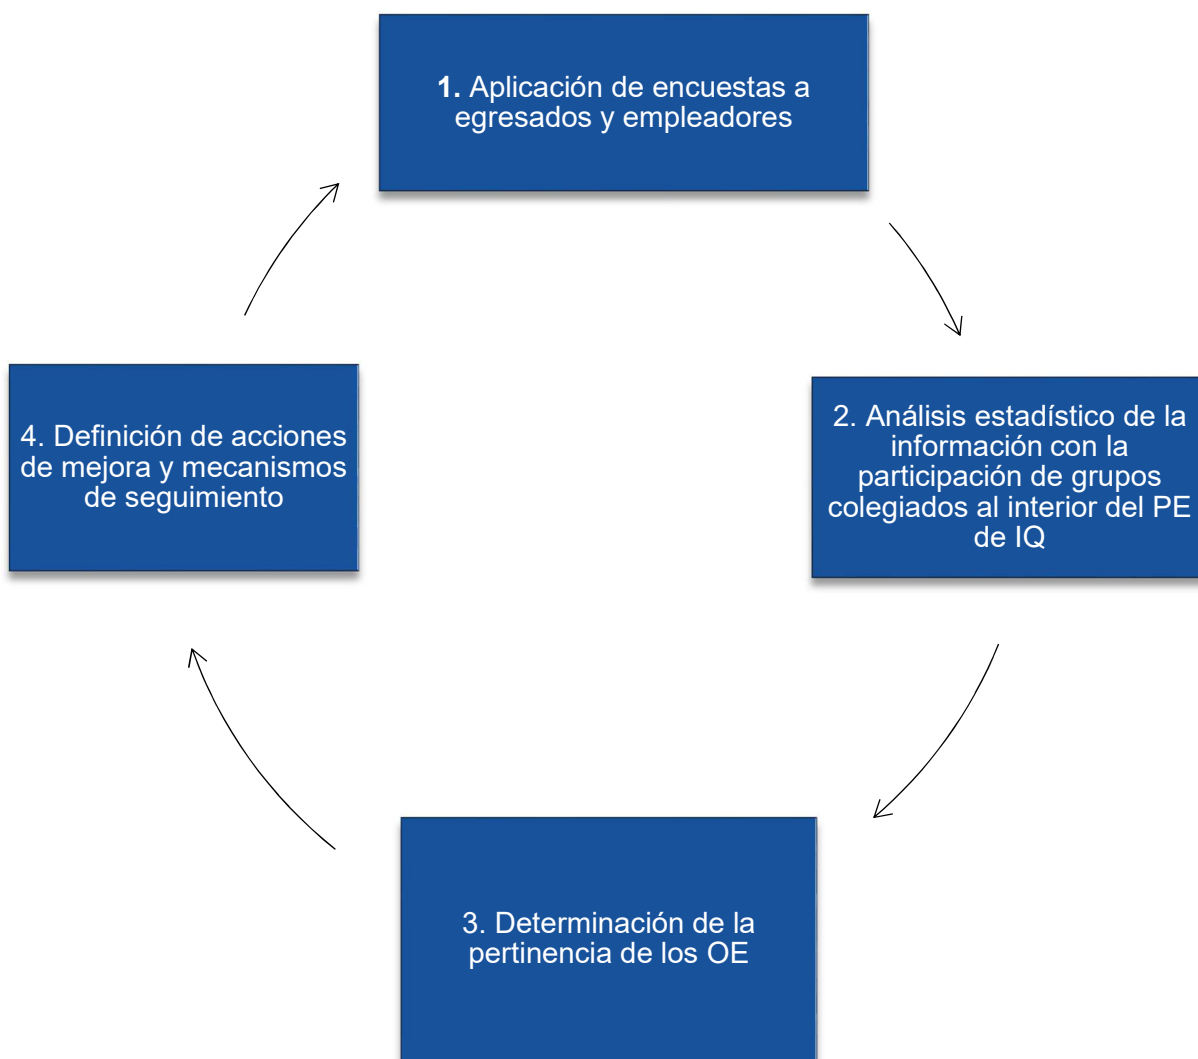 1. Aplicación de encuestas a
egresados y empleadores
2. Análisis estadístico de la
información con la
participación de grupos
colegiados al interior del PE
de IQ
3. Determinación de la
pertinencia de los OE
4. Definición de acciones
de mejora y mecanismos
de seguimiento